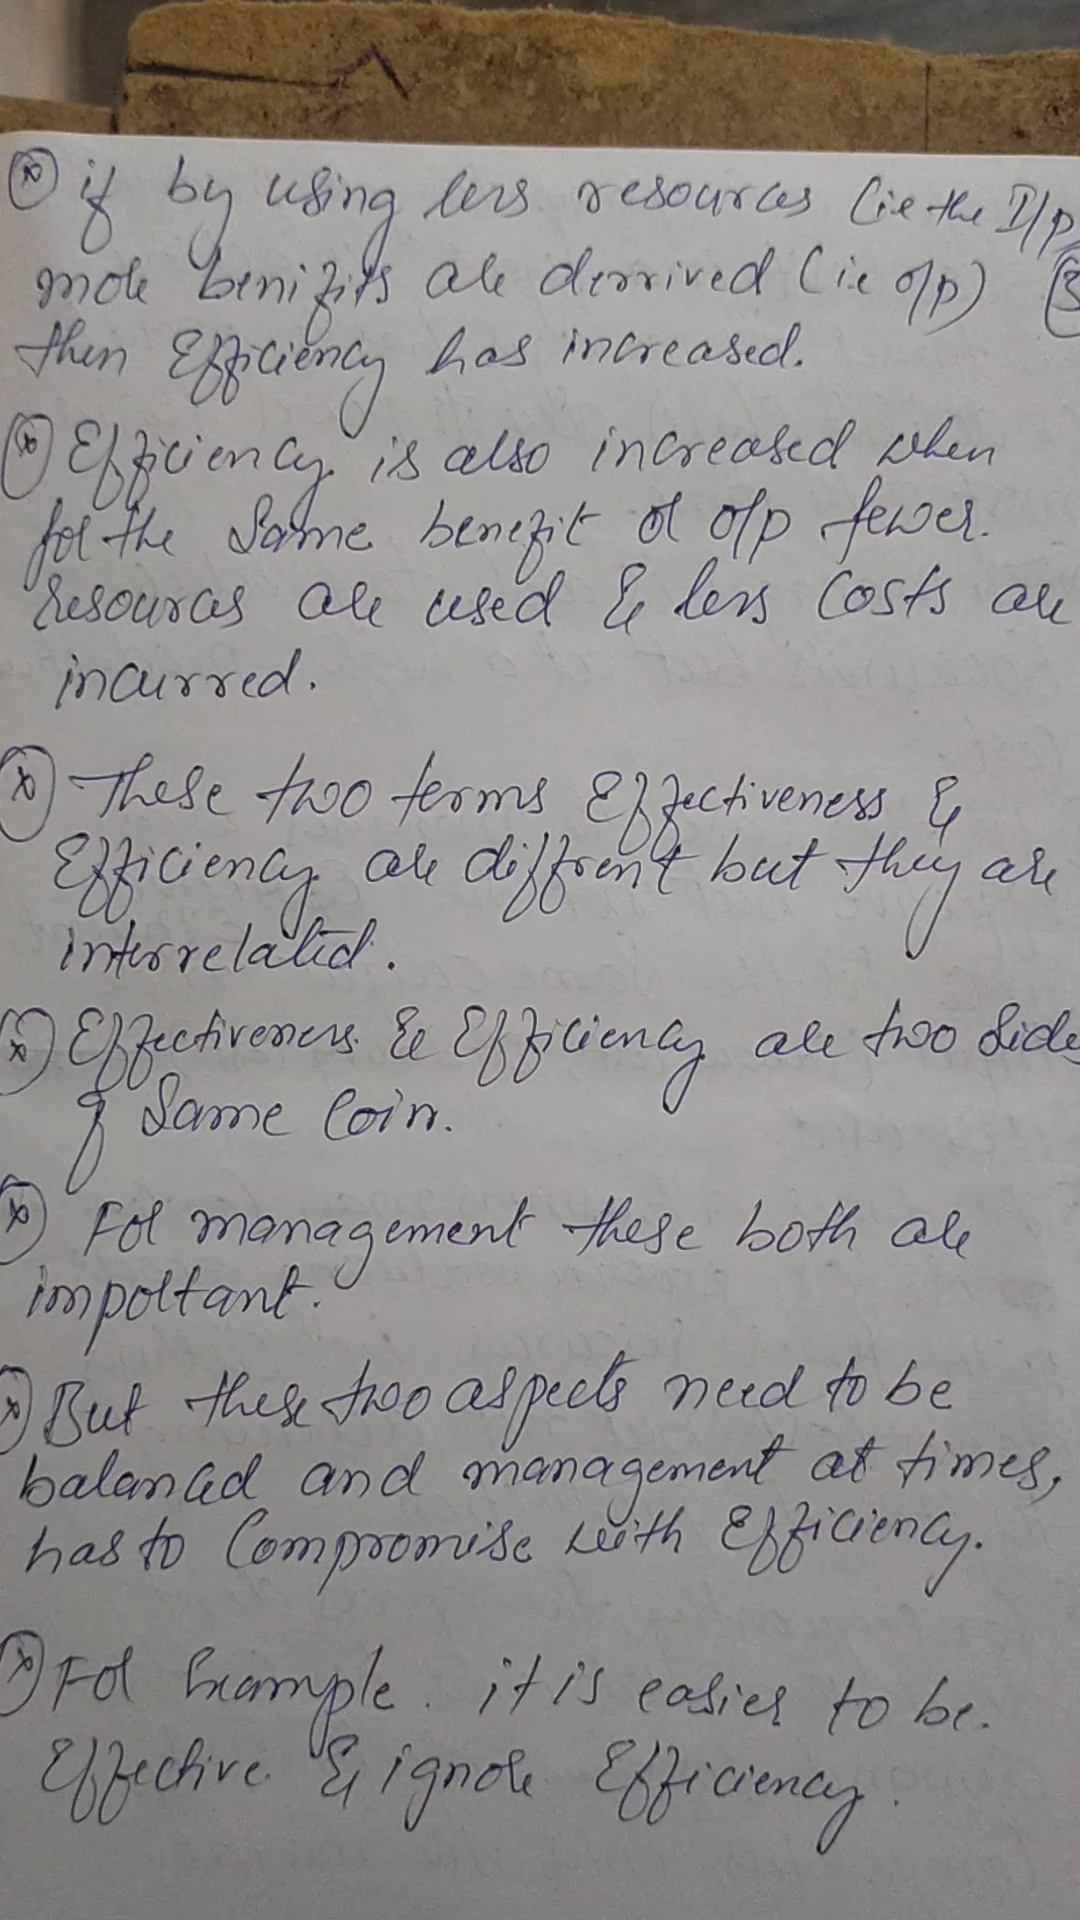 if by using less resources (i.e the I/p
more benifits are derrived (i.e o/p)
then Efficiency has increased.
Efficiency is also increased when
for the same benefit or o/p fewer.
resources are used & less costs are
incurred.
These two terms Effectiveness &
Efficiency are diffrent but they are
interrelated.
Effectiveness & Efficiency are two side
of same coin.
For management these both are
important.
But these two aspects need to be
balanced and management at times,
has to compromise with Efficiency.
For Example. it is easier to be.
Effective & ignore Efficiency.